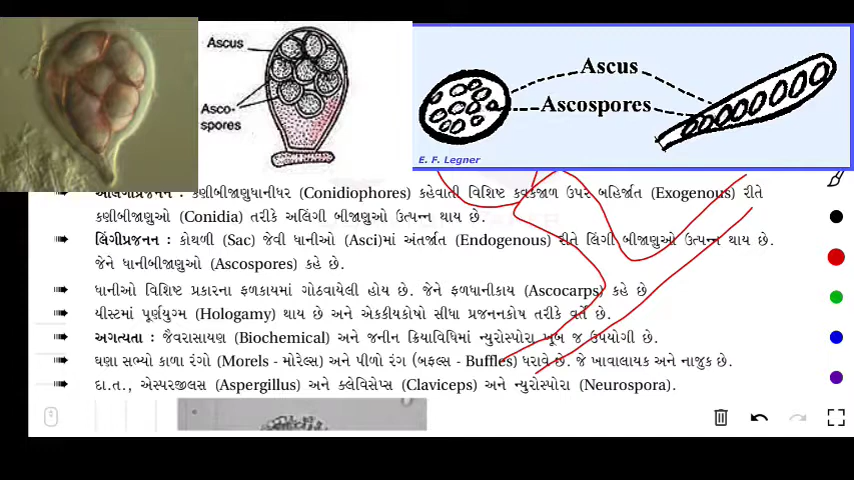 Ascus
Asco-
spores
Ascus
Ascospores
E. F. Legner
અલિંગીપ્રજનન : કણીબીજાણુધાનીધર (Conidiophores) કહેવાતી વિશિષ્ટ કવકજાળ ઉપર બહિર્જાત (Exogenous) રીતે
કણીબીજાણુઓ (Conidia) તરીકે અલિંગી બીજાણુઓ ઉત્પન્ન થાય છે.
લિંગીપ્રજનન : કોથળી (Sac) જેવી ધાનીઓ (Asci)માં અંતર્જાત (Endogenous) રીતે લિંગી બીજાણુઓ ઉત્પન્ન થાય છે.
જેને ધાનીબીજાણુઓ (Ascospores) કહે છે.
ધાનીઓ વિશિષ્ટ પ્રકારના ફળકાયમાં ગોઠવાયેલી હોય છે. જેને ફળધાનીકાય (Ascocarps) કહે છે.
યીસ્ટમાં પૂર્ણયુગ્મ (Hologamy) થાય છે અને એકકીયકોષો સીધા પ્રજનનકોષ તરીકે વર્તે છે.
અગત્યતા : જૈવરાસાયણ (Biochemical) અને જનીન ક્રિયાવિધિમાં ન્યુરોસ્પોરા ખૂબ જ ઉપયોગી છે.
ઘણા સભ્યો કાળા રંગો (Morels - મોરેલ્સ) અને પીળો રંગ (બફલ્સ - Buffles) ધરાવે છે. જે ખાવાલાયક અને નાજુક છે.
દા.ત., એસ્પરજીલસ (Aspergillus) અને ક્લેવિસેપ્સ (Claviceps) અને ન્યુરોસ્પોરા (Neurospora).